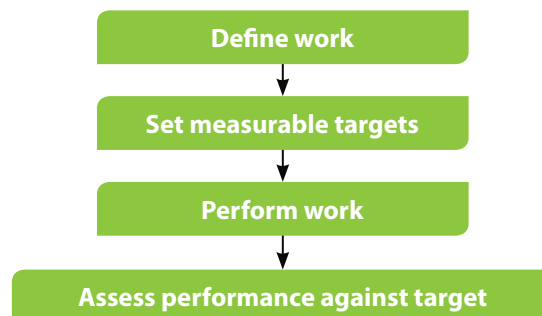 Define work
Set measurable targets
Perform work
Assess performance against target